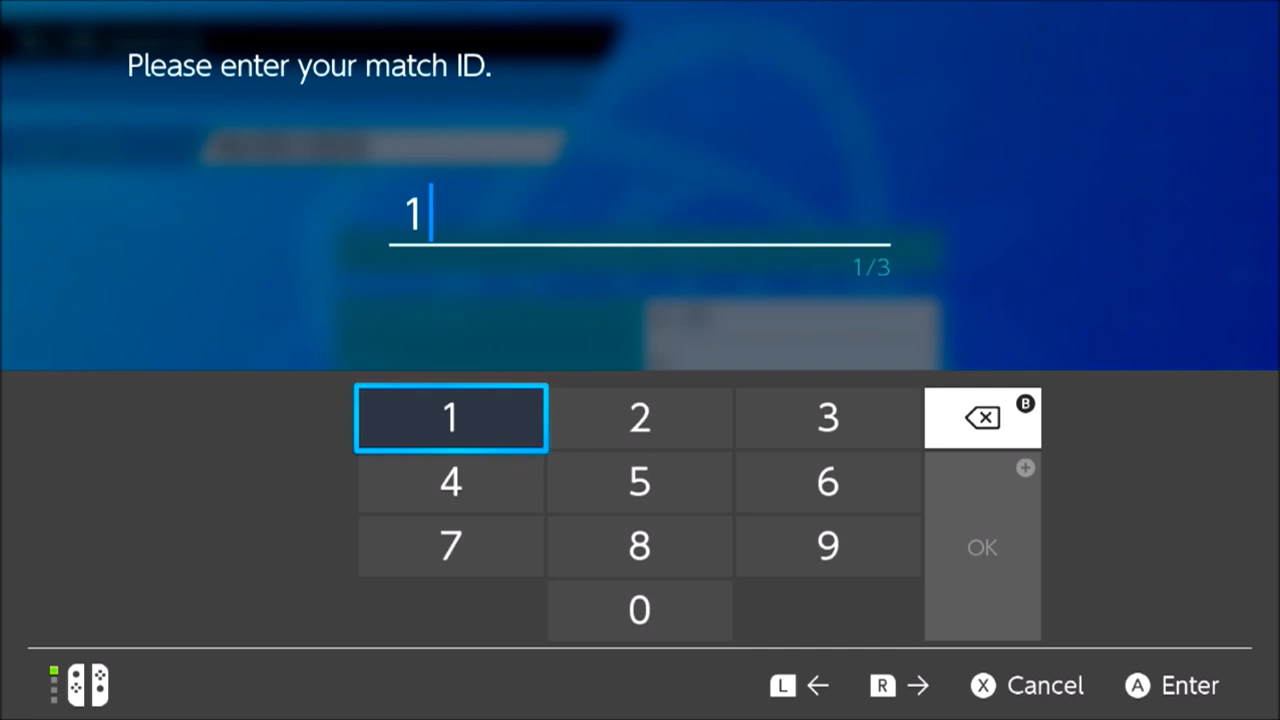 Please enter your match ID.
1
1/3
1 2 3 B
4 5 6 +
7 8 9 OK
0
L ← R → X Cancel A Enter